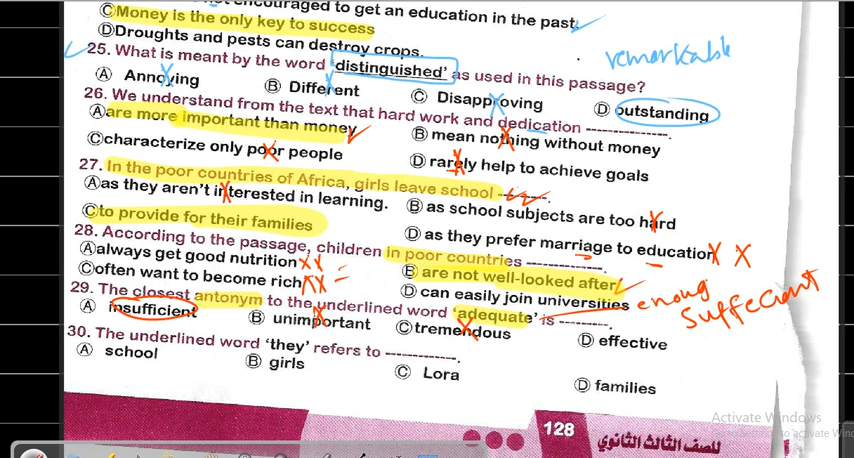 encouraged to get an education in the past.
Ⓒ Money is the only key to success
Ⓓ Droughts and pests can destroy crops.
25. What is meant by the word 'distinguished' as used in this passage?
remarkable
Ⓐ Annoying Ⓑ Different Ⓒ Disapproving Ⓓ outstanding
26. We understand from the text that hard work and dedication ------------.
Ⓐ are more important than money Ⓑ mean nothing without money
Ⓒ characterize only poor people Ⓓ rarely help to achieve goals
27. In the poor countries of Africa, girls leave school ---------.
Ⓐ as they aren't interested in learning. Ⓑ as school subjects are too hard
Ⓒ to provide for their families Ⓓ as they prefer marriage to education
28. According to the passage, children in poor countries ------------.
Ⓐ always get good nutrition Ⓑ are not well-looked after
Ⓒ often want to become rich Ⓓ can easily join universities
enoug
suffecient
29. The closest antonym to the underlined word 'adequate' is ---------.
Ⓐ insufficient Ⓑ unimportant Ⓒ tremendous Ⓓ effective
30. The underlined word 'they' refers to ------------.
Ⓐ school Ⓑ girls Ⓒ Lora Ⓓ families
128
للصف الثالث الثانوي
Activate Windows
to activate Wind